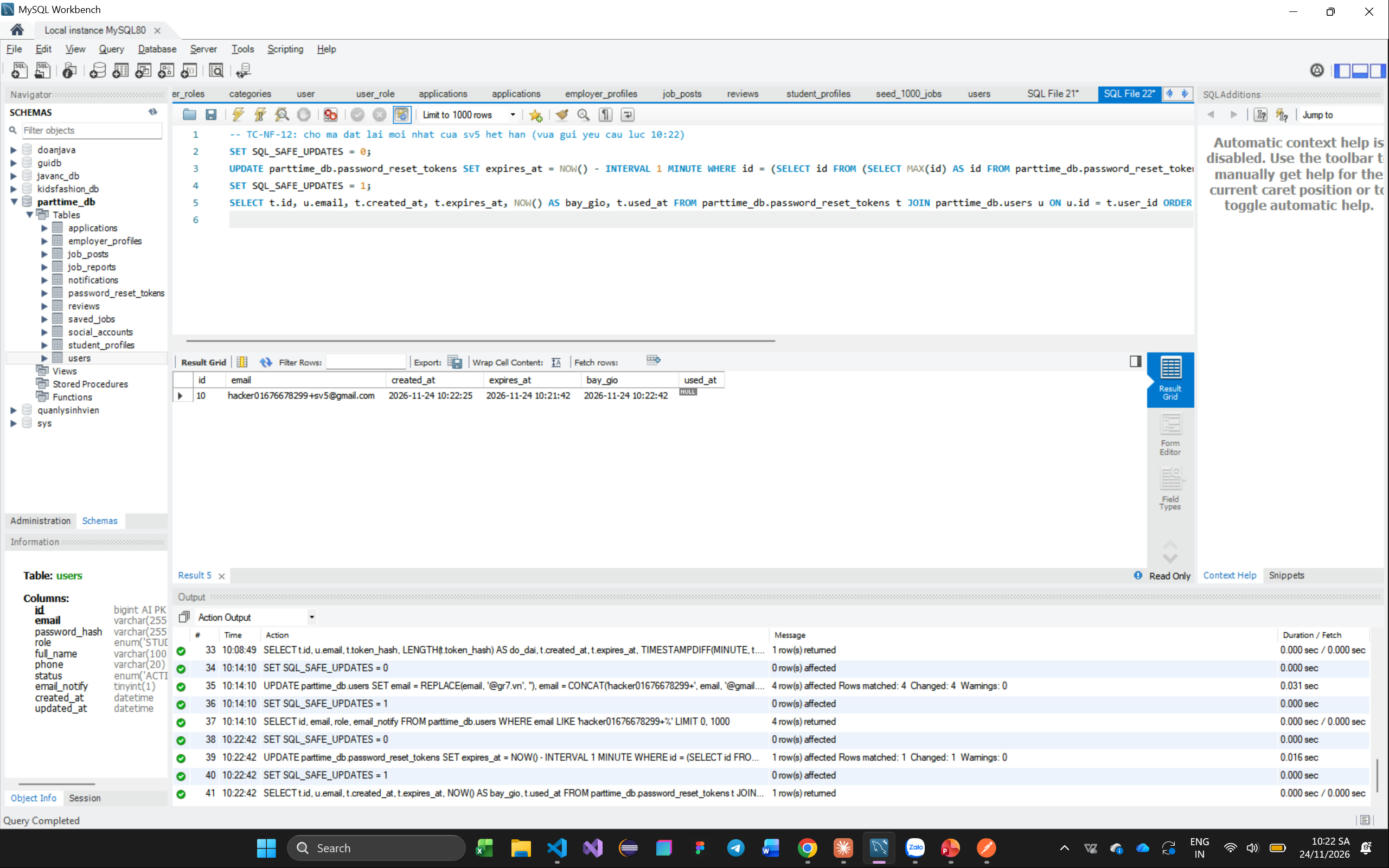 MySQL Workbench
Local instance MySQL80
File Edit View Query Database Server Tools Scripting Help
Navigator
SCHEMAS
Filter objects
doanjava
guidb
javanc_db
kidsfashion_db
parttime_db
Tables
applications
employer_profiles
job_posts
job_reports
notifications
password_reset_tokens
reviews
saved_jobs
social_accounts
student_profiles
users
Views
Stored Procedures
Functions
quanlysinhvien
sys
Administration Schemas
Information
Table: users
Columns:
id bigint AI PK
email varchar(255
password_hash varchar(255
role enum('STUD
full_name varchar(100
phone varchar(20)
status enum('ACTI
email_notify tinyint(1)
created_at datetime
updated_at datetime
Object Info Session
Query Completed
er_roles categories user user_role applications applications employer_profiles job_posts reviews student_profiles seed_1000_jobs users SQL File 21* SQL File 22*
Limit to 1000 rows
1 -- TC-NF-12: cho ma dat lai moi nhat cua sv5 het han (vua gui yeu cau luc 10:22)
2 SET SQL_SAFE_UPDATES = 0;
3 UPDATE parttime_db.password_reset_tokens SET expires_at = NOW() - INTERVAL 1 MINUTE WHERE id = (SELECT id FROM (SELECT MAX(id) AS id FROM parttime_db.password_reset_token
4 SET SQL_SAFE_UPDATES = 1;
5 SELECT t.id, u.email, t.created_at, t.expires_at, NOW() AS bay_gio, t.used_at FROM parttime_db.password_reset_tokens t JOIN parttime_db.users u ON u.id = t.user_id ORDER
6
Result Grid Filter Rows: Export: Wrap Cell Content: Fetch rows:
id email created_at expires_at bay_gio used_at
10 hacker01676678299+sv5@gmail.com 2026-11-24 10:22:25 2026-11-24 10:21:42 2026-11-24 10:22:42 NULL
Result Grid
Form Editor
Field Types
Result 5
Read Only
SQLAdditions
Jump to
Automatic context help is
disabled. Use the toolbar t
manually get help for the
current caret position or to
toggle automatic help.
Context Help Snippets
Output
Action Output
# Time Action Message Duration / Fetch
33 10:08:49 SELECT t.id, u.email, t.token_hash, LENGTH(t.token_hash) AS do_dai, t.created_at, t.expires_at, TIMESTAMPDIFF(MINUTE, t.... 1 row(s) returned 0.000 sec / 0.000 sec
34 10:14:10 SET SQL_SAFE_UPDATES = 0 0 row(s) affected 0.000 sec
35 10:14:10 UPDATE parttime_db.users SET email = REPLACE(email, '@gr7.vn', ''), email = CONCAT('hacker01676678299+', email, '@gmail.... 4 row(s) affected Rows matched: 4 Changed: 4 Warnings: 0 0.031 sec
36 10:14:10 SET SQL_SAFE_UPDATES = 1 0 row(s) affected 0.000 sec
37 10:14:10 SELECT id, email, role, email_notify FROM parttime_db.users WHERE email LIKE 'hacker01676678299+%' LIMIT 0, 1000 4 row(s) returned 0.000 sec / 0.000 sec
38 10:22:42 SET SQL_SAFE_UPDATES = 0 0 row(s) affected 0.000 sec
39 10:22:42 UPDATE parttime_db.password_reset_tokens SET expires_at = NOW() - INTERVAL 1 MINUTE WHERE id = (SELECT id FRO... 1 row(s) affected Rows matched: 1 Changed: 1 Warnings: 0 0.016 sec
40 10:22:42 SET SQL_SAFE_UPDATES = 1 0 row(s) affected 0.000 sec
41 10:22:42 SELECT t.id, u.email, t.created_at, t.expires_at, NOW() AS bay_gio, t.used_at FROM parttime_db.password_reset_tokens t JOIN... 1 row(s) returned 0.000 sec / 0.000 sec
Search
Zalo
ENG
IN
10:22 SA
24/11/2026